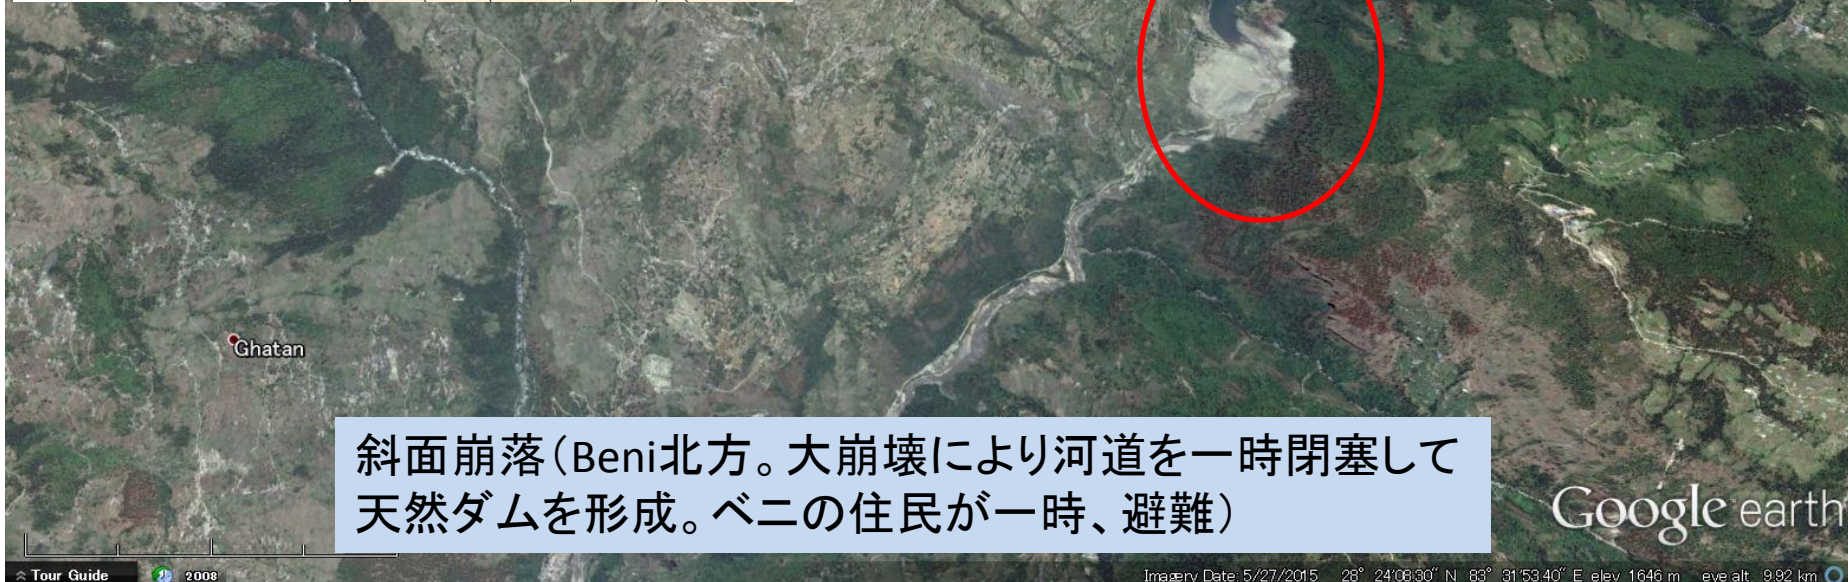 Ghatan
斜面崩落（Beni北方。大崩壊により河道を一時閉塞して
天然ダムを形成。ベニの住民が一時、避難）
Google earth
Tour Guide
2008
Imagery Date: 5/27/2015 28° 24'08.30" N 83° 31'53.40" E elev 1646 m eye alt 9.92 km